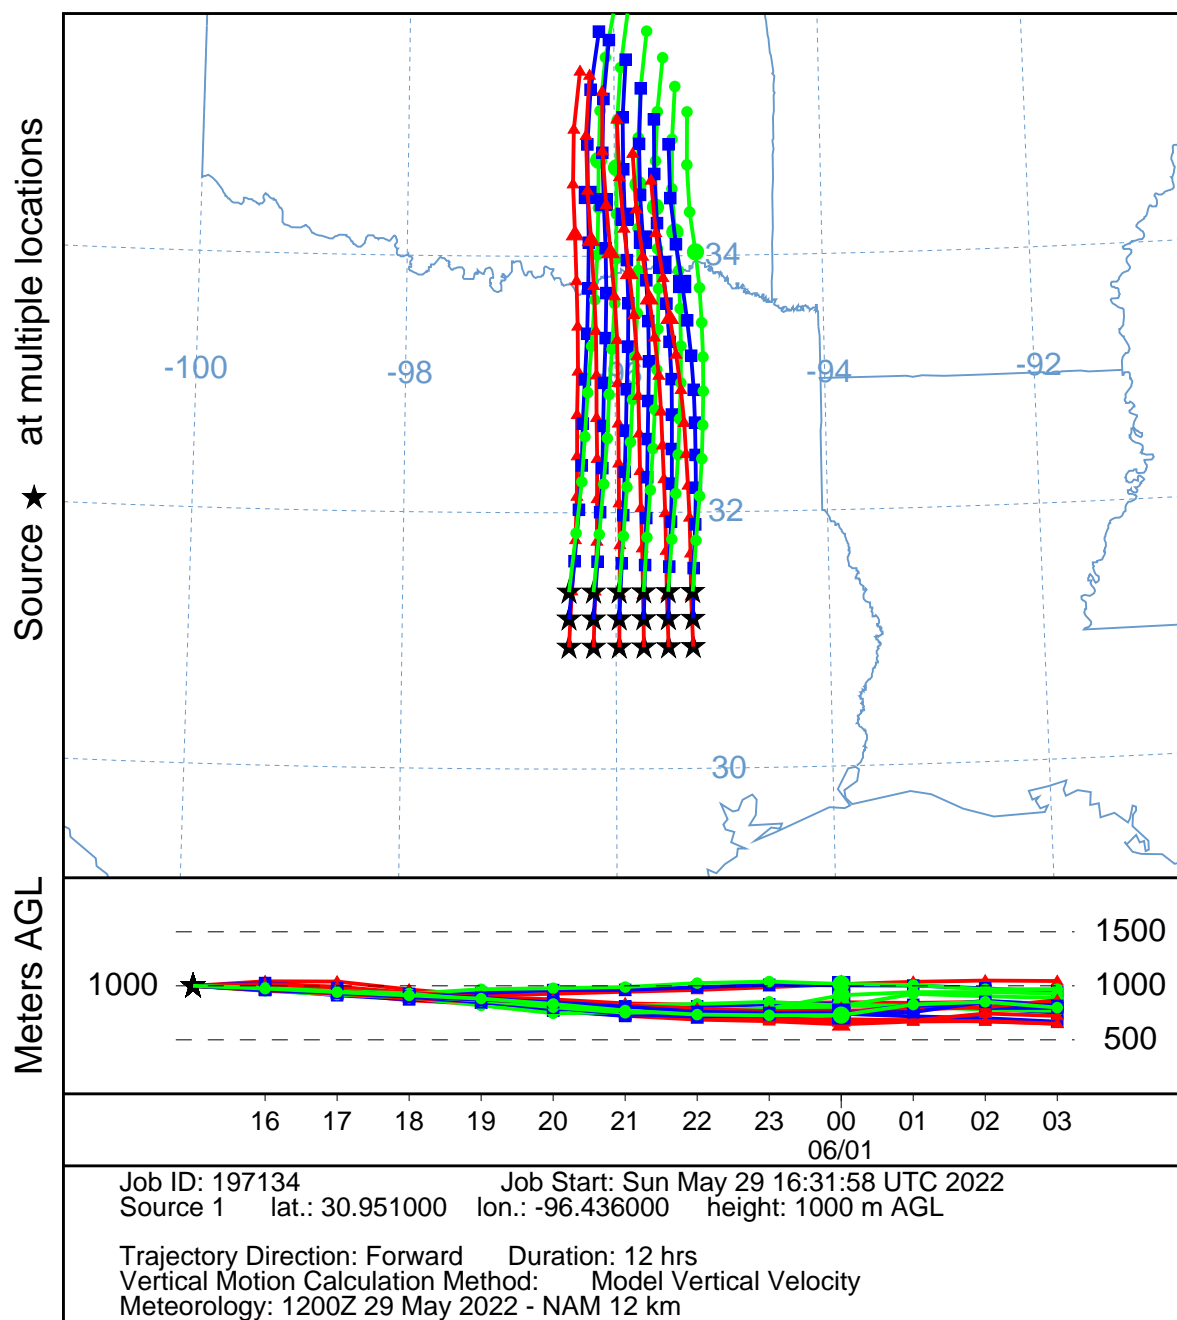 Source ★ at multiple locations
34
-100
-98
-94
-92
32
30
Meters AGL
1500
1000
1000
500
16 17 18 19 20 21 22 23 00 01 02 03
06/01
Job ID: 197134 Job Start: Sun May 29 16:31:58 UTC 2022
Source 1 lat.: 30.951000 lon.: -96.436000 height: 1000 m AGL
Trajectory Direction: Forward Duration: 12 hrs
Vertical Motion Calculation Method: Model Vertical Velocity
Meteorology: 1200Z 29 May 2022 - NAM 12 km